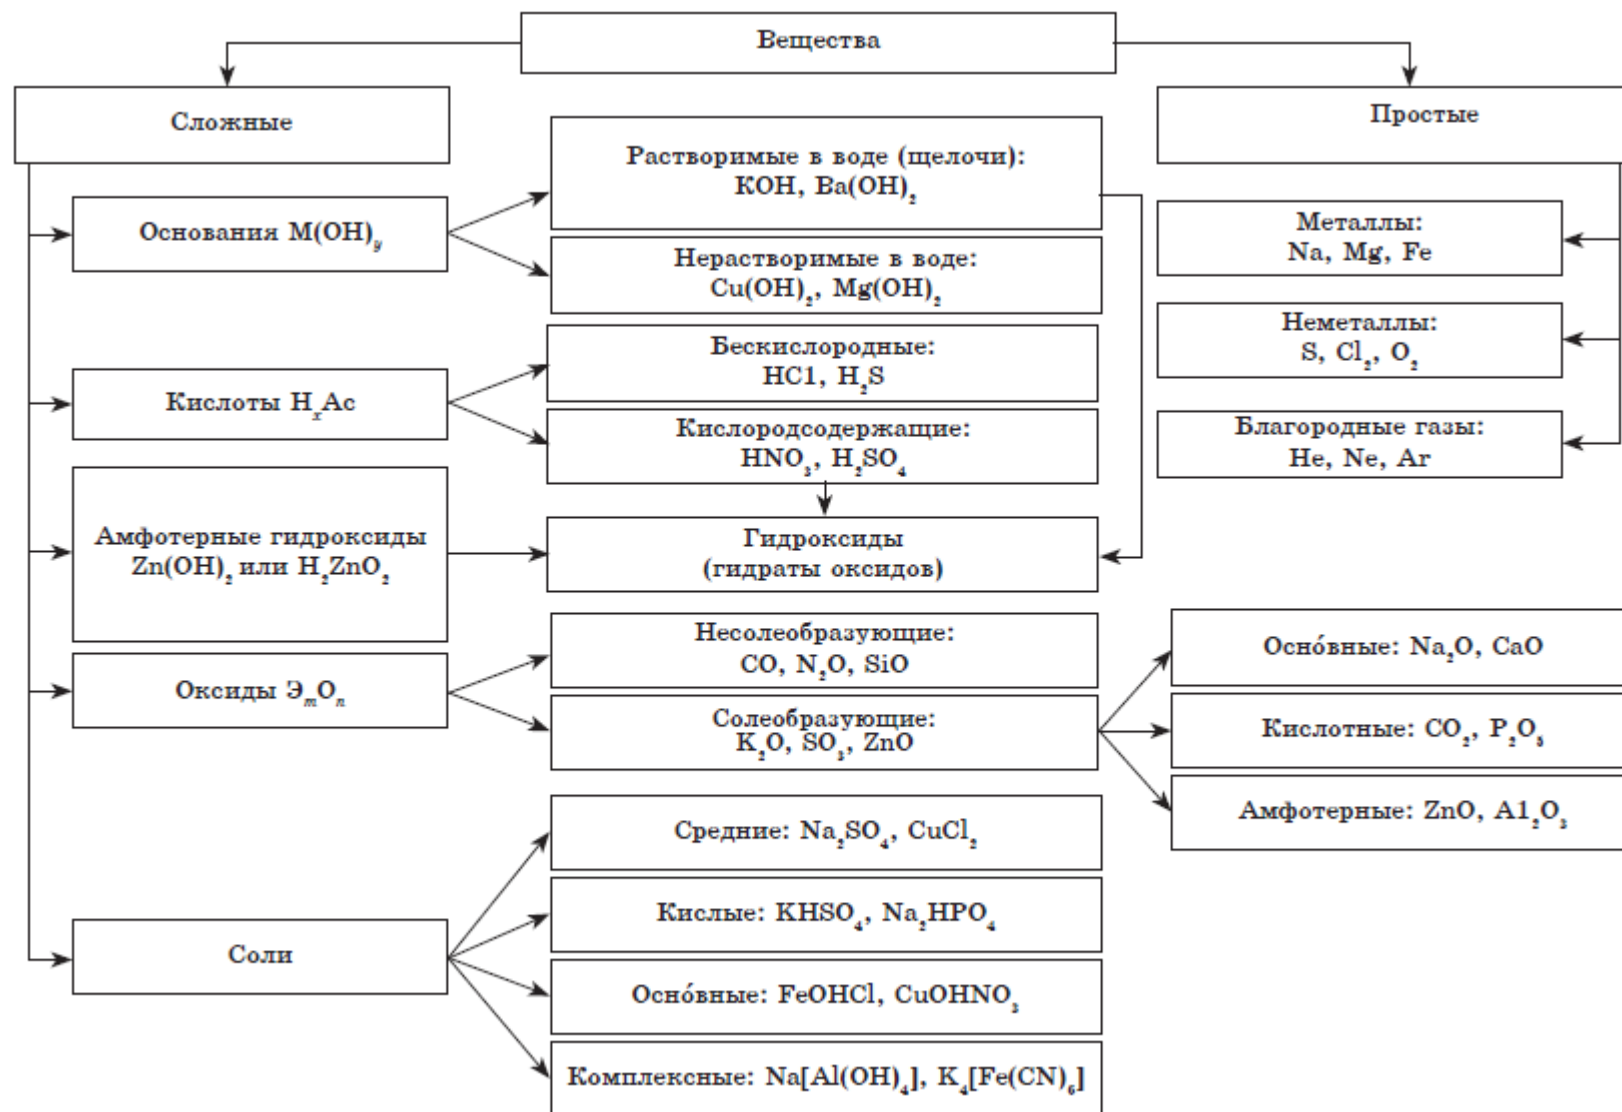 Вещества
Сложные
Простые
Растворимые в воде (щелочи):
КОН, Ba(OH)₂
Основания M(OH)ᵧ
Нерастворимые в воде:
Cu(OH)₂, Mg(OH)₂
Металлы:
Na, Mg, Fe
Бескислородные:
HC1, H₂S
Неметаллы:
S, Cl₂, O₂
Кислоты HₓAc
Кислородсодержащие:
HNO₃, H₂SO₄
Благородные газы:
He, Ne, Ar
Амфотерные гидроксиды
Zn(OH)₂ или H₂ZnO₂
Гидроксиды
(гидраты оксидов)
Несолеобразующие:
CO, N₂O, SiO
Осно́вные: Na₂O, CaO
Оксиды ЭₘOₙ
Солеобразующие:
K₂O, SO₃, ZnO
Кислотные: CO₂, P₂O₅
Амфотерные: ZnO, A1₂O₃
Средние: Na₂SO₄, CuCl₂
Кислые: KHSO₄, Na₂HPO₄
Соли
Осно́вные: FeOHCl, CuOHNO₃
Комплексные: Na[Al(OH)₄], K₄[Fe(CN)₆]